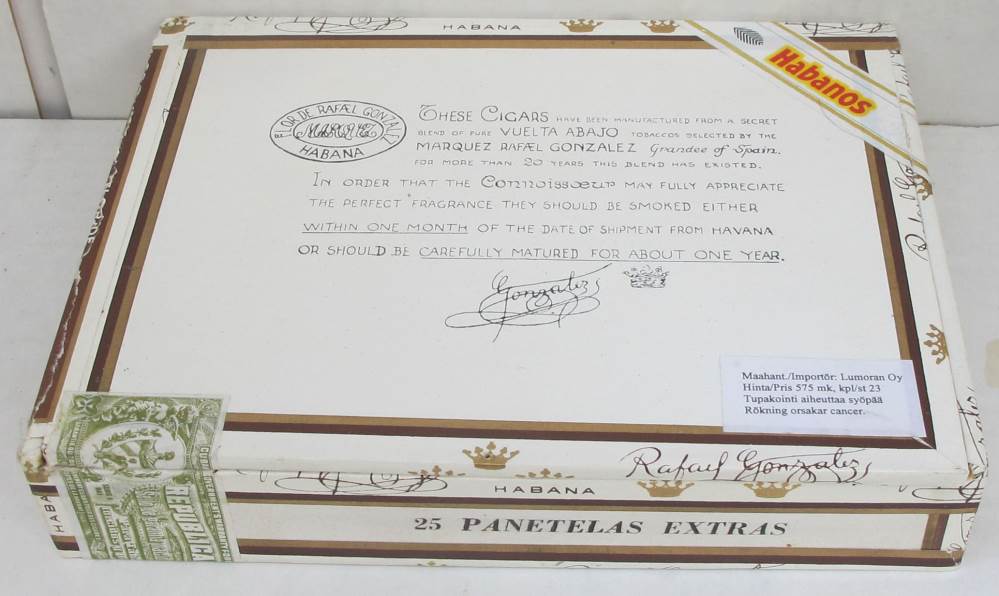 HABANA
Habanos
FLOR DE RAFÆL GONZALEZ
MARQUEZ
HABANA
THESE CIGARS HAVE BEEN MANUFACTURED FROM A SECRET
BLEND OF PURE VUELTA ABAJO TOBACCOS SELECTED BY THE
MARQUEZ RAFÆL GONZALEZ Grandee of Spain.
FOR MORE THAN 20 YEARS THIS BLEND HAS EXISTED.
IN ORDER THAT THE Connoissœur MAY FULLY APPRECIATE
THE PERFECT FRAGRANCE THEY SHOULD BE SMOKED EITHER
WITHIN ONE MONTH OF THE DATE OF SHIPMENT FROM HAVANA
OR SHOULD BE CAREFULLY MATURED FOR ABOUT ONE YEAR.
Gonzalez
Maahant./Importör: Lumoran Oy
Hinta/Pris 575 mk, kpl/st 23
Tupakointi aiheuttaa syöpää
Rökning orsakar cancer.
Rafael Gonzalez
HABANA
25 PANETELAS EXTRAS
REPUBLICA